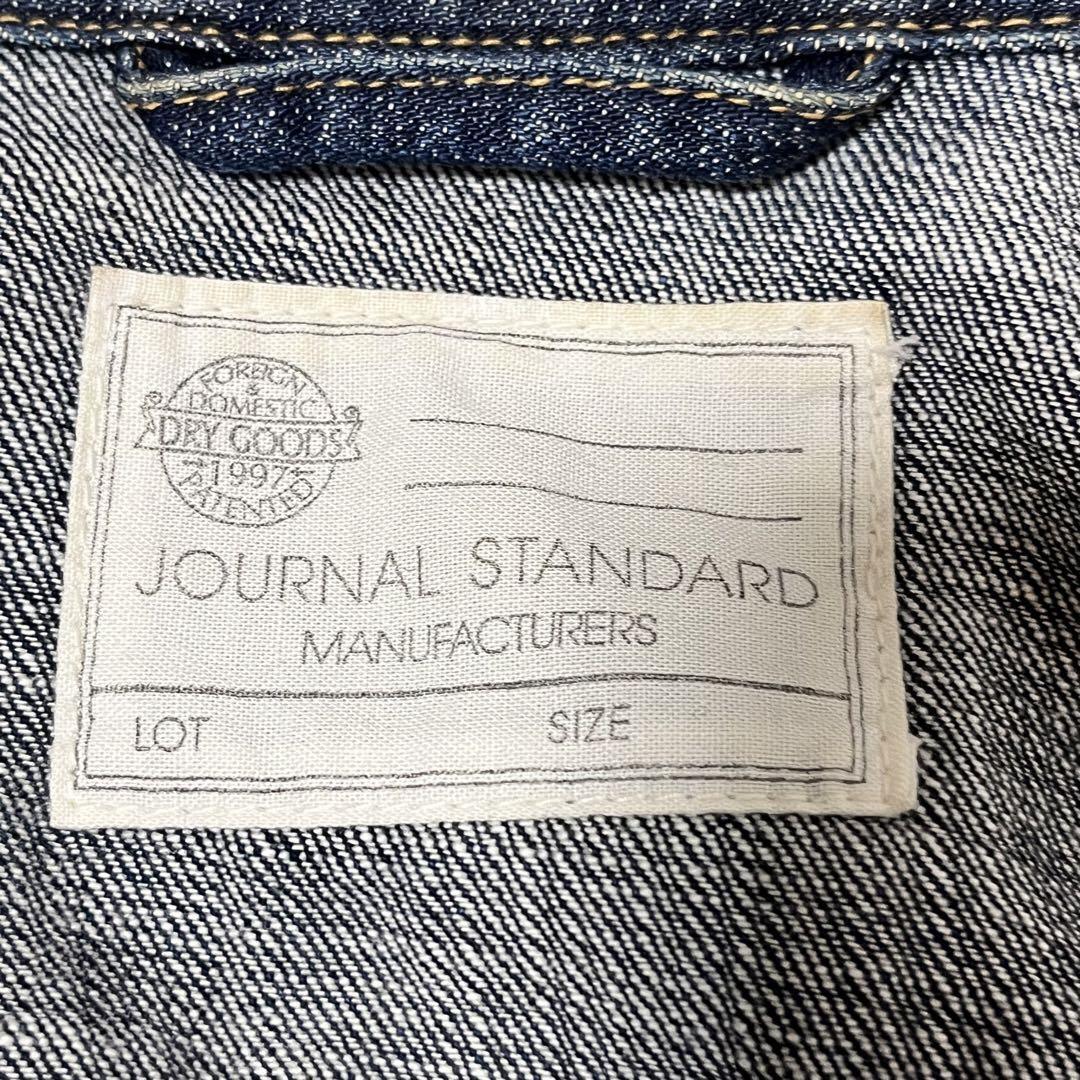 FOREIGN
&
DOMESTIC
DRY GOODS
1997
PATENTED
JOURNAL STANDARD
MANUFACTURERS
LOT SIZE